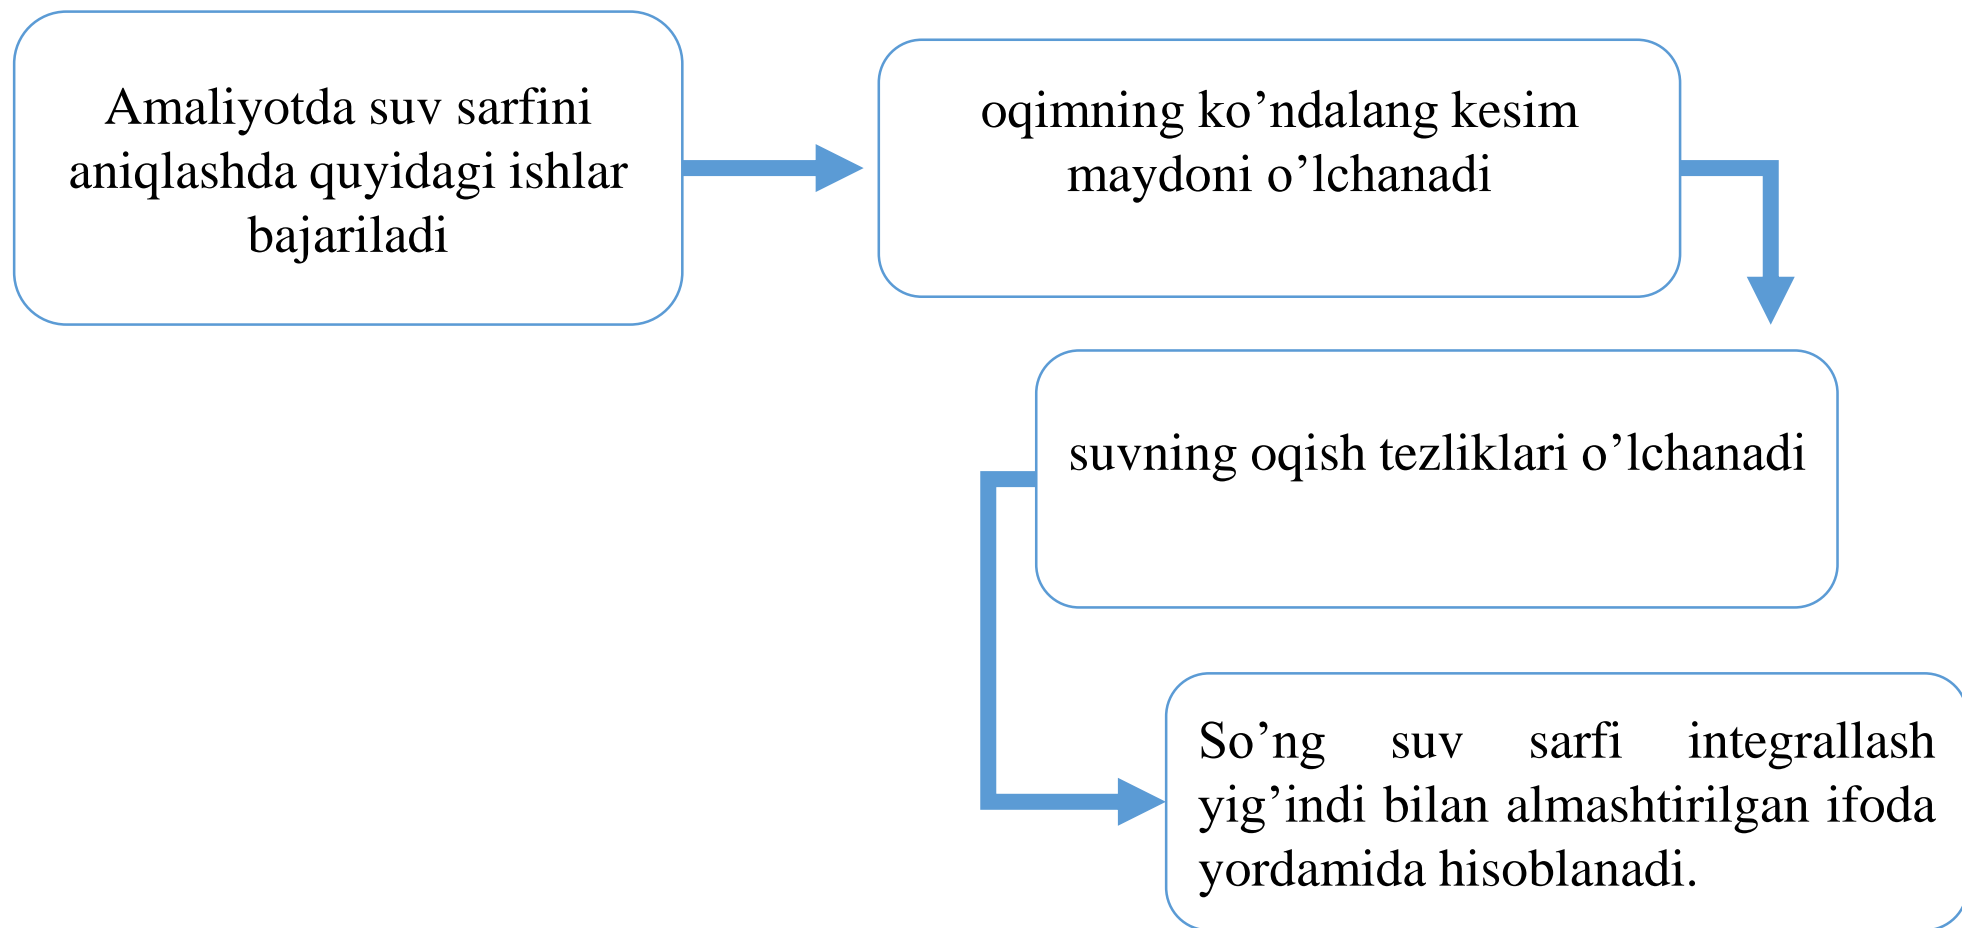 Amaliyotda suv sarfini
aniqlashda quyidagi ishlar
bajariladi
oqimning ko’ndalang kesim
maydoni o’lchanadi
suvning oqish tezliklari o’lchanadi
So’ng suv sarfi integrallash
yig’indi bilan almashtirilgan ifoda
yordamida hisoblanadi.